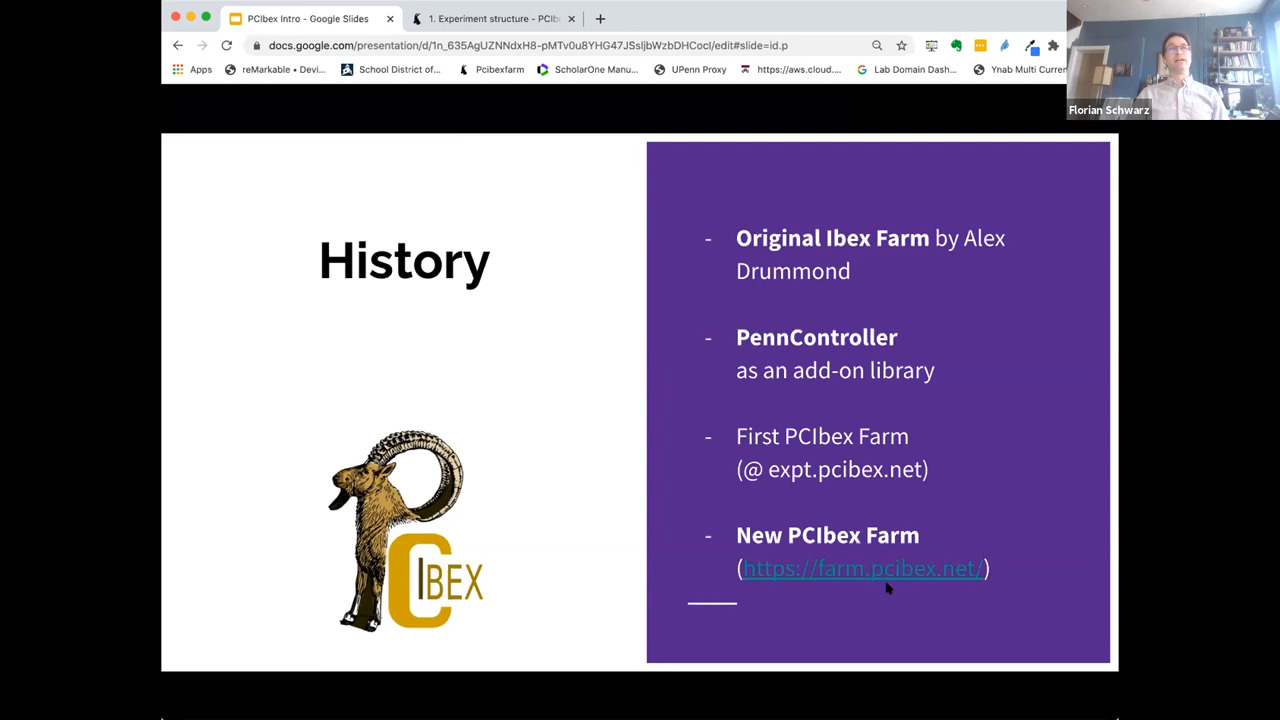 PCIbex Intro - Google Slides
1. Experiment structure - PCIb
docs.google.com/presentation/d/1n_635AgUZNNdxH8-pMTv0u8YHG47JSsljbWzbDHCocI/edit#slide=id.p
Apps
reMarkable • Devi...
School District of...
Pcibexfarm
ScholarOne Manu...
UPenn Proxy
https://aws.cloud....
Lab Domain Dash...
Ynab Multi Curren
Florian Schwarz
History
- Original Ibex Farm by Alex
Drummond
- PennController
as an add-on library
- First PCIbex Farm
(@ expt.pcibex.net)
- New PCIbex Farm
(https://farm.pcibex.net/)
PC IBEX